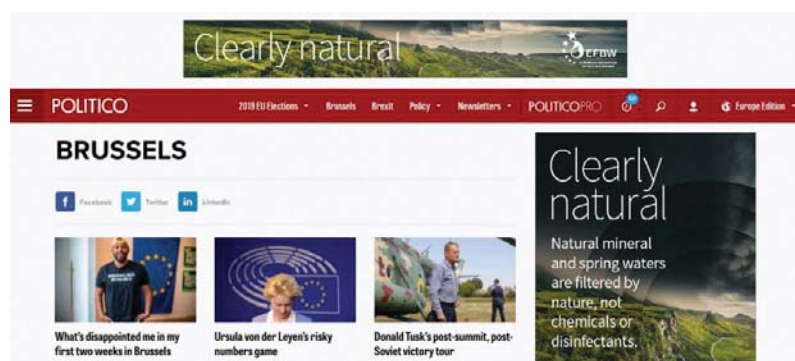 Clearly natural
EFBW
POLITICO
2019 EU Elections Brussels Brexit Policy Newsletters POLITICOPRO Europe Edition
BRUSSELS
Facebook Twitter LinkedIn
Clearly
natural
Natural mineral
and spring waters
are filtered by
nature, not
chemicals or
disinfectants.
What's disappointed me in my
first two weeks in Brussels
Ursula von der Leyen's risky
numbers game
Donald Tusk's post-summit, post-
Soviet victory tour